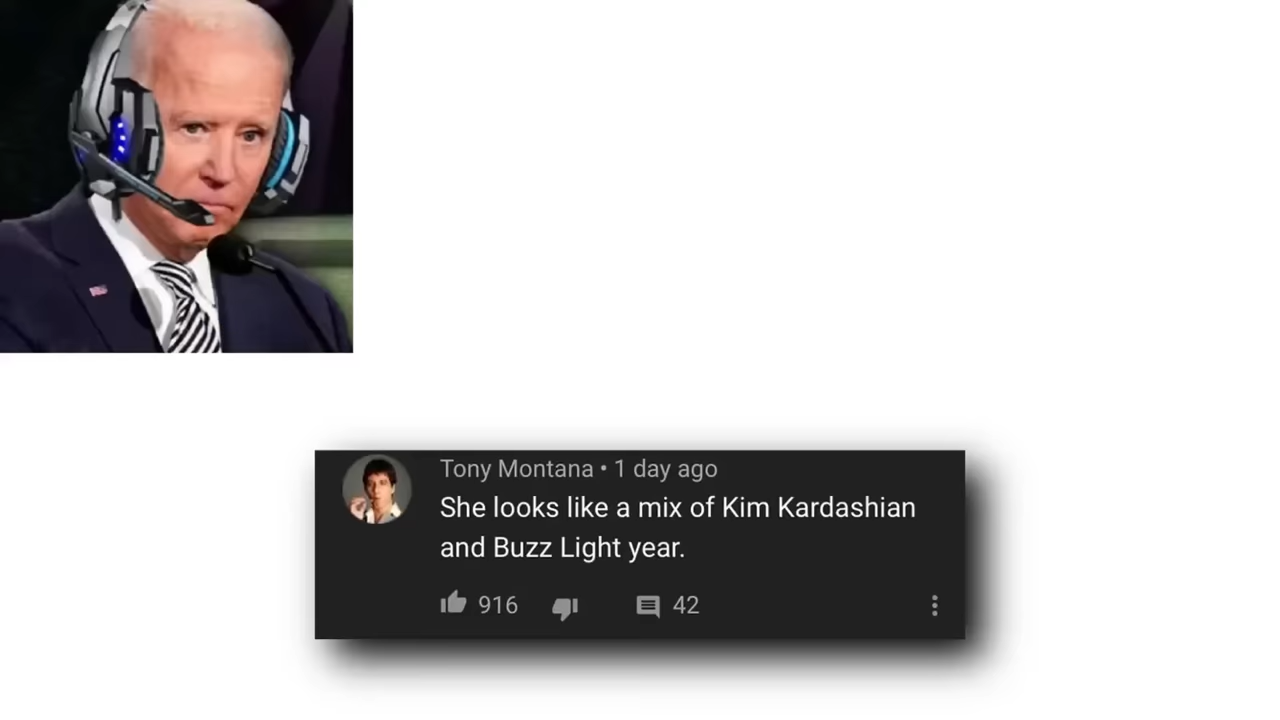 Tony Montana • 1 day ago
She looks like a mix of Kim Kardashian
and Buzz Light year.
916 42